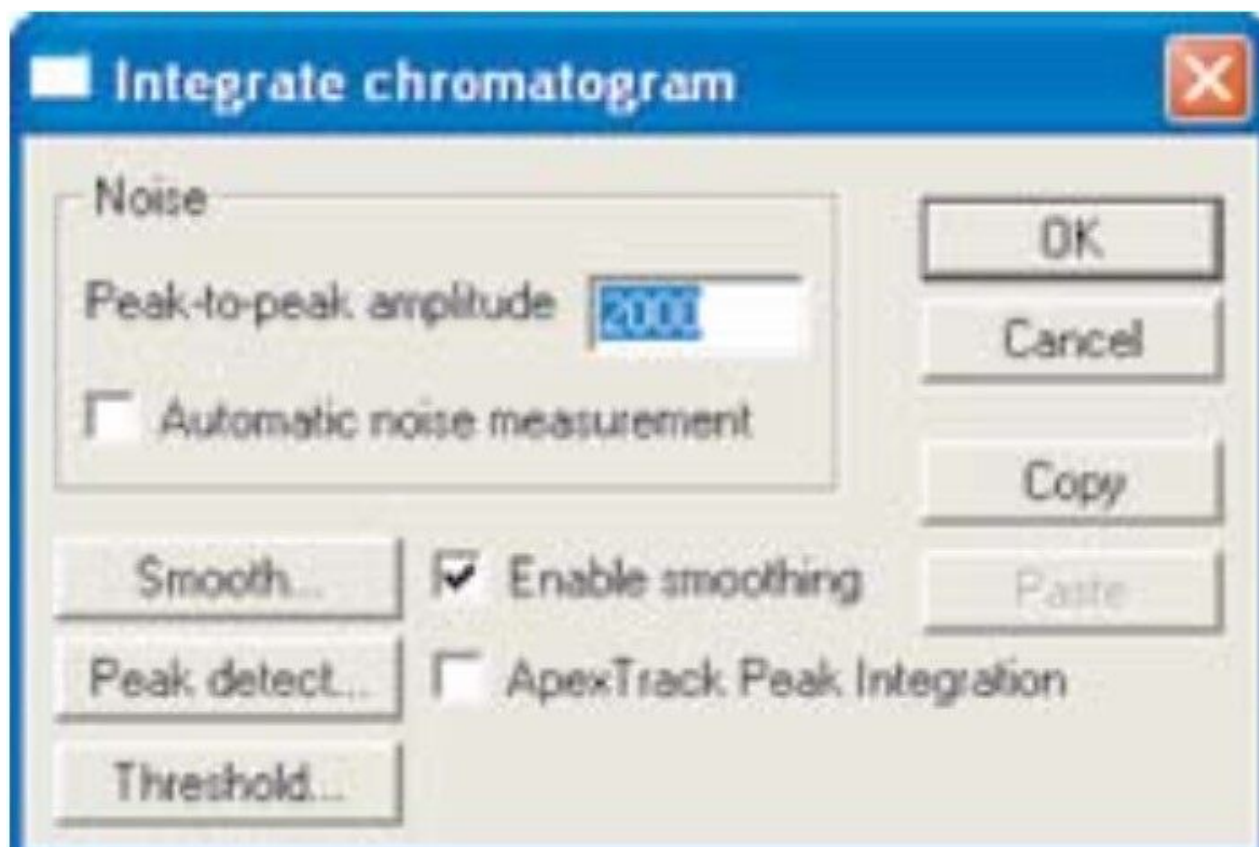 Integrate chromatogram
Noise
Peak-to-peak amplitude 2000
Automatic noise measurement
OK
Cancel
Copy
Paste
Smooth...
Enable smoothing
Peak detect...
ApexTrack Peak Integration
Threshold...